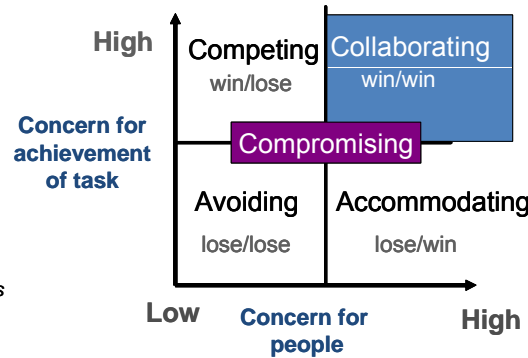 High
Competing
win/lose
Collaborating
win/win
Concern for
achievement
of task
Compromising
Avoiding
lose/lose
Accommodating
lose/win
s
Low
Concern for
people
High